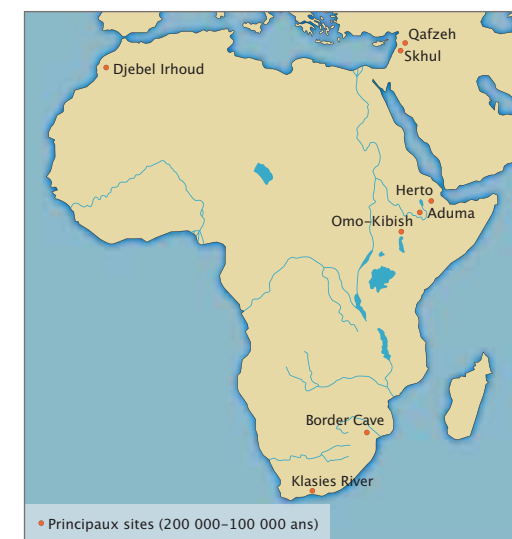 Qafzeh
Skhul
Djebel Irhoud
Herto
Aduma
Omo-Kibish
Border Cave
Klasies River
Principaux sites (200 000–100 000 ans)